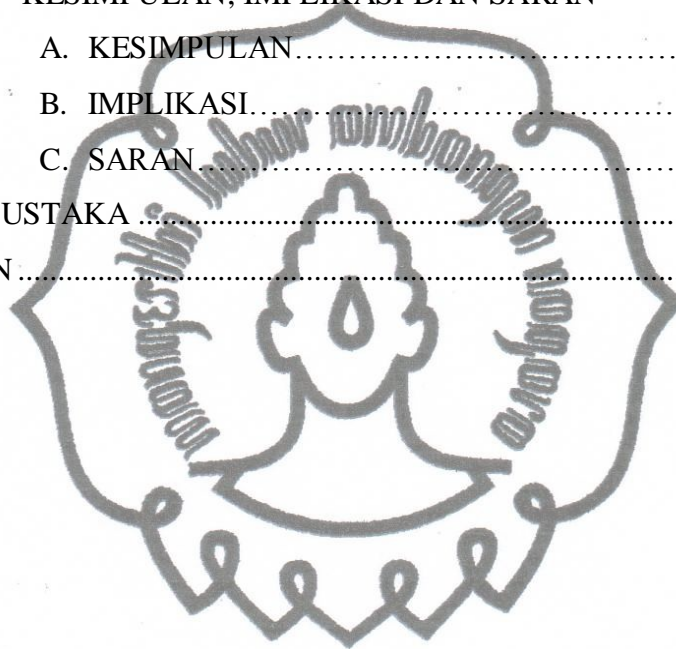 KESIMPULAN, IMPLIKASI DAN SARAN
A. KESIMPULAN……………………………
B. IMPLIKASI…………………………………
C. SARAN………………………………………
USTAKA ..........................................................................
N ..........................................................................................